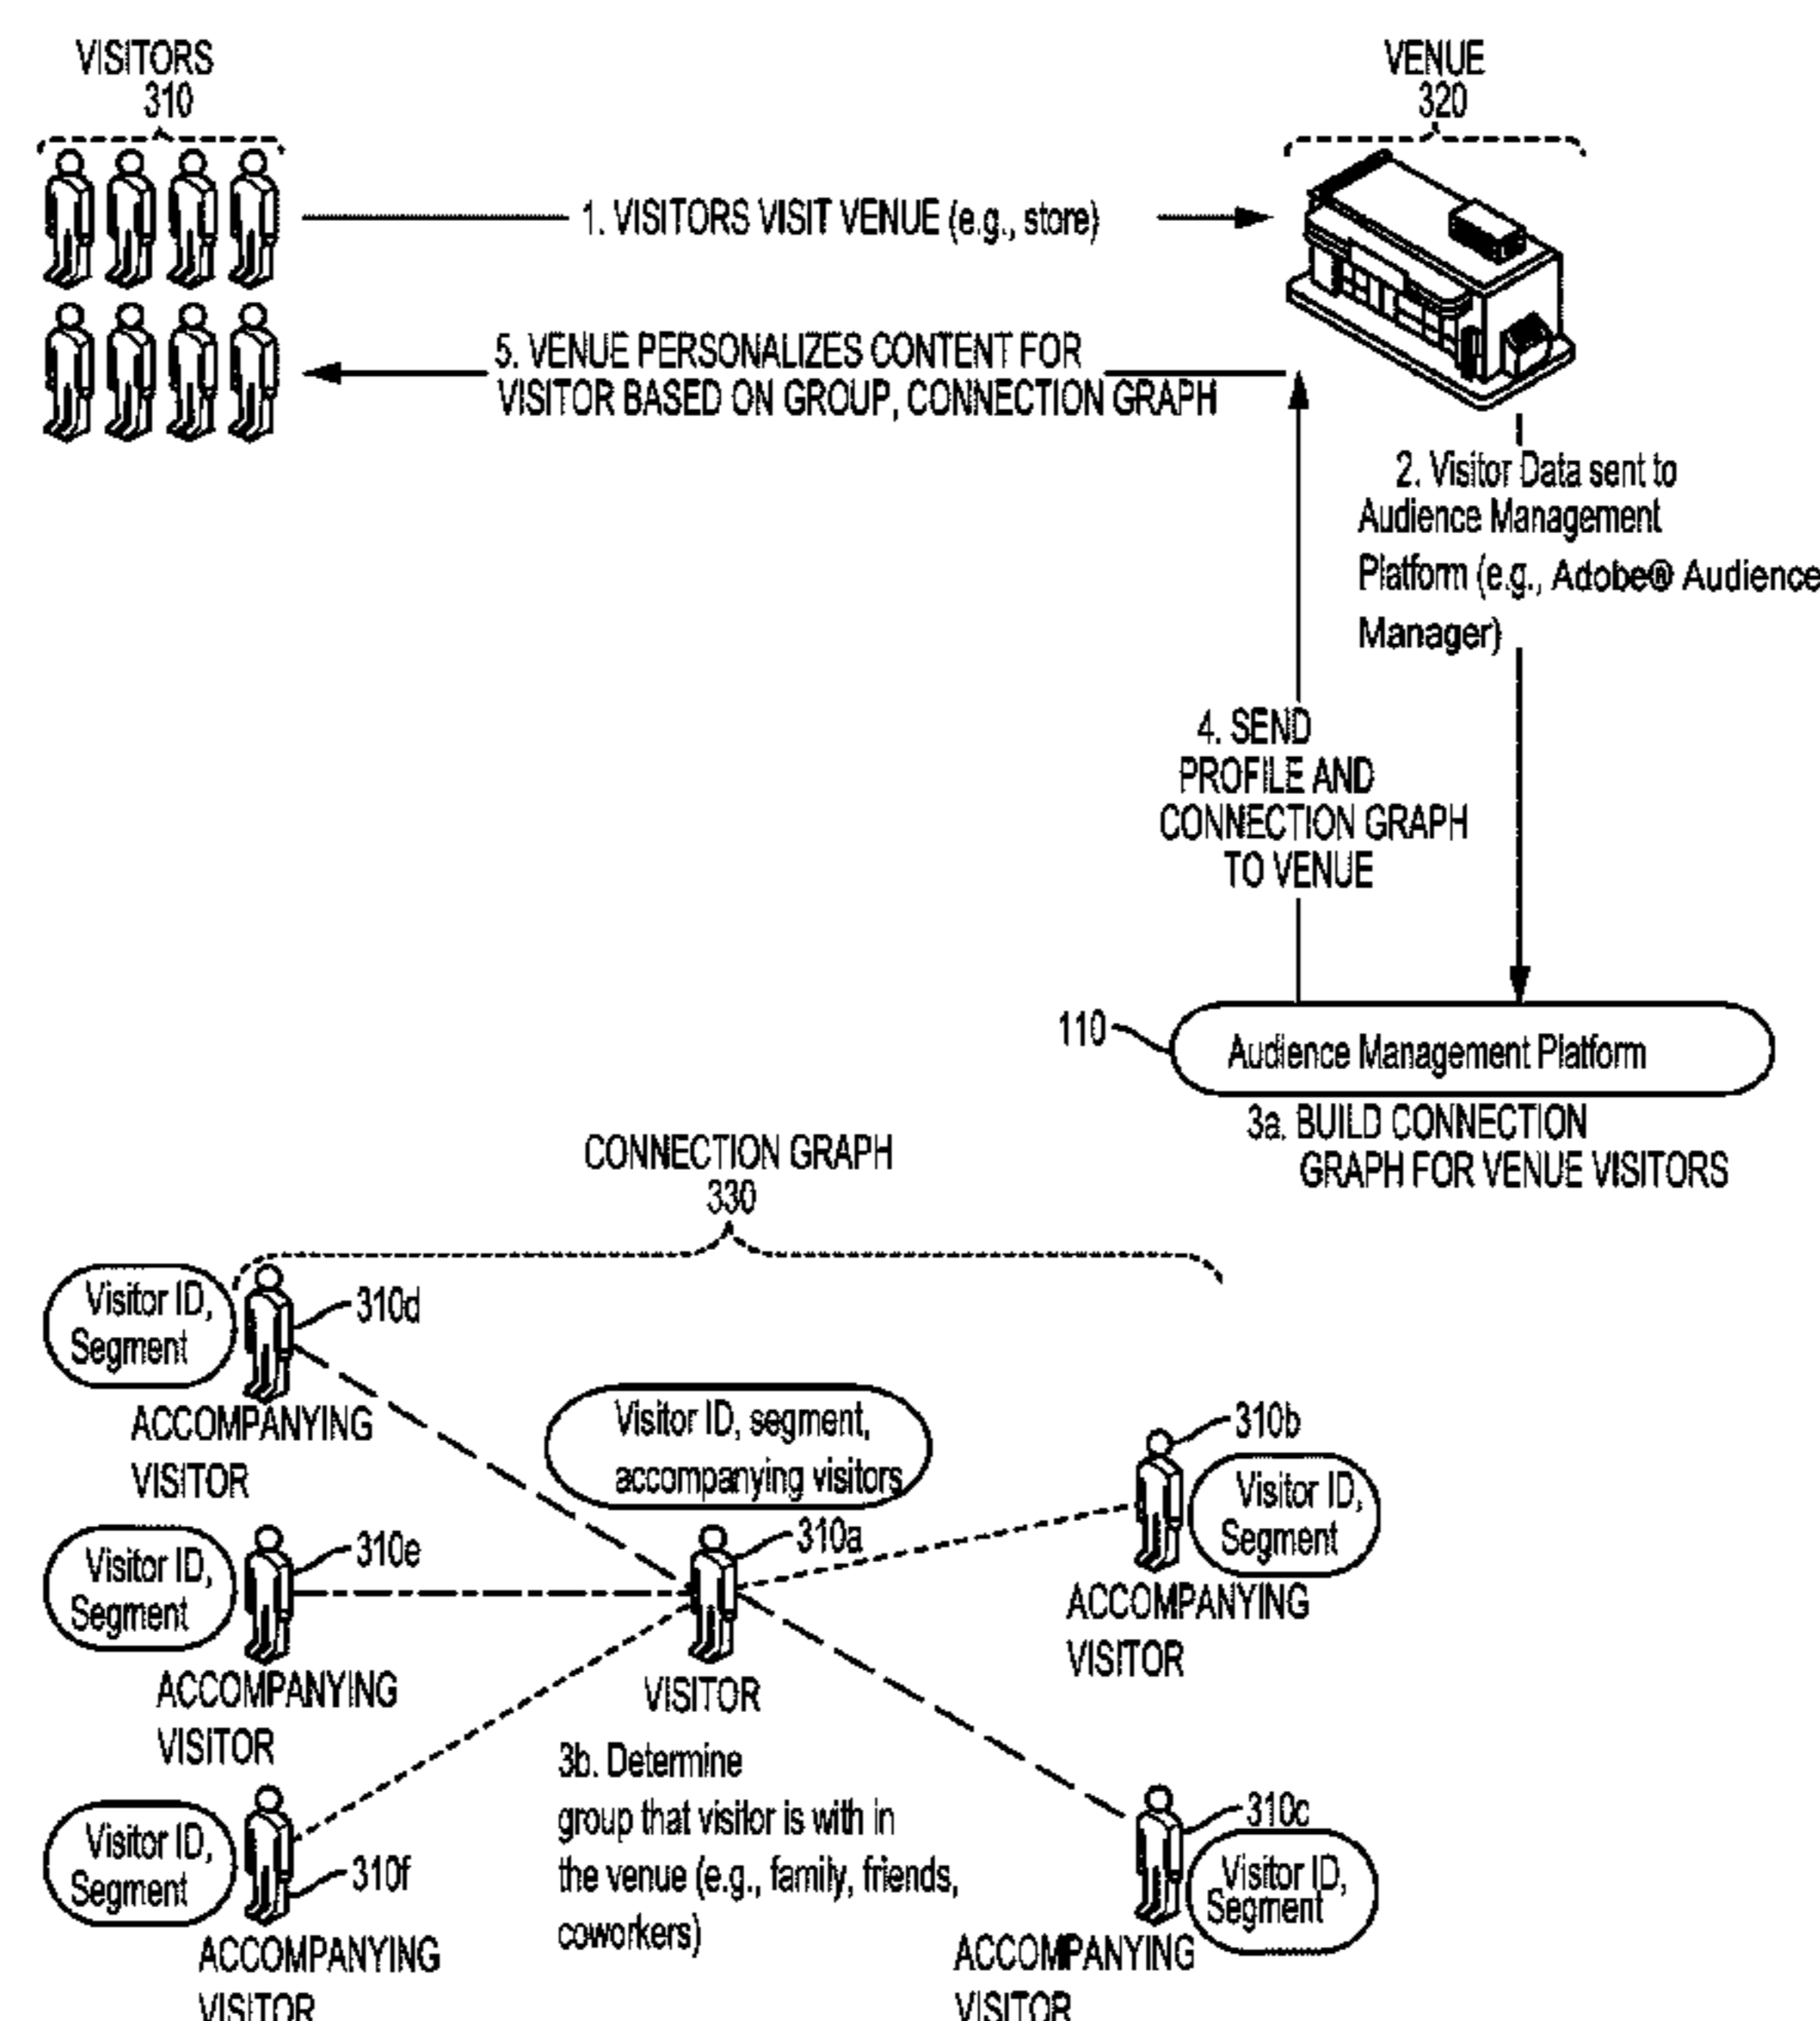 VISITORS
310
VENUE
320
1. VISITORS VISIT VENUE (e.g., store)
5. VENUE PERSONALIZES CONTENT FOR
VISITOR BASED ON GROUP, CONNECTION GRAPH
2. Visitor Data sent to
Audience Management
Platform (e.g., Adobe® Audience
Manager)
4. SEND
PROFILE AND
CONNECTION GRAPH
TO VENUE
110
Audience Management Platform
3a. BUILD CONNECTION
GRAPH FOR VENUE VISITORS
CONNECTION GRAPH
330
Visitor ID,
Segment
310d
ACCOMPANYING
VISITOR
Visitor ID, segment,
accompanying visitors
310a
VISITOR
310b
Visitor ID,
Segment
ACCOMPANYING
VISITOR
Visitor ID,
Segment
310e
ACCOMPANYING
VISITOR
3b. Determine
group that visitor is with in
the venue (e.g., family, friends,
coworkers)
Visitor ID,
Segment
310f
ACCOMPANYING
VISITOR
310c
Visitor ID,
Segment
ACCOMPANYING
VISITOR